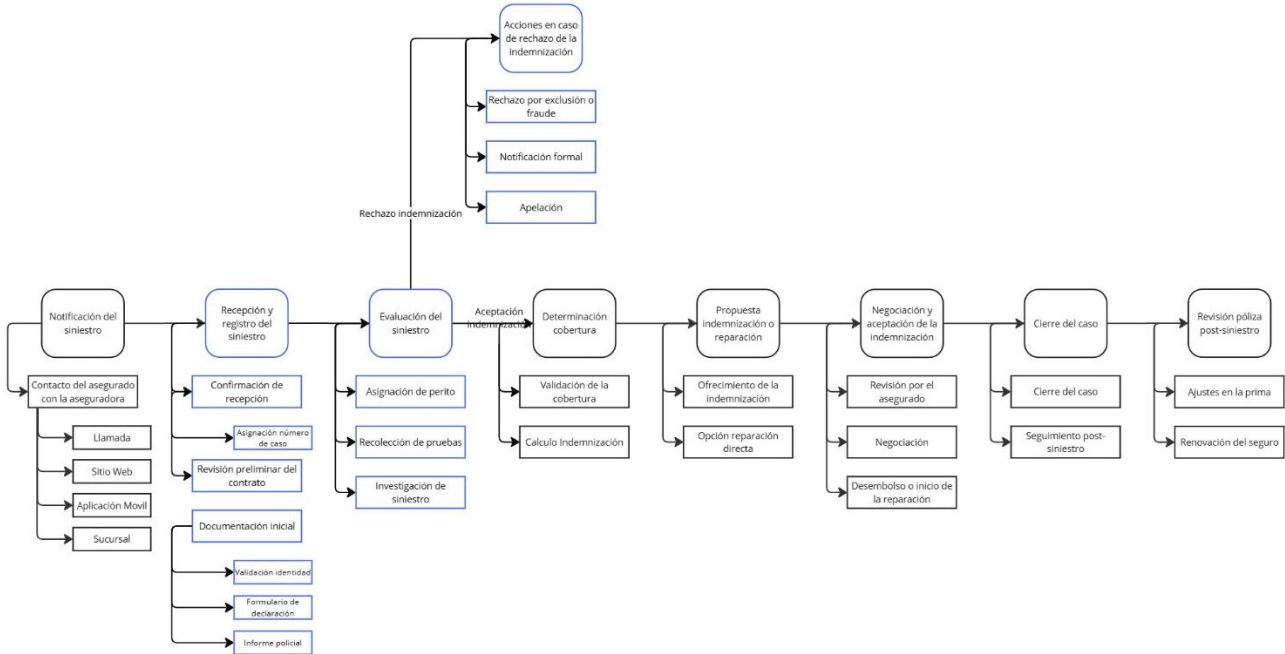 Acciones en caso
de rechazo de la
indemnización
Rechazo por exclusión o
fraude
Notificación formal
Apelación
Rechazo indemnización
Notificación del
siniestro
Contacto del asegurado
con la aseguradora
Llamada
Sitio Web
Aplicación Movil
Sucursal
Recepción y
registro del
siniestro
Confirmación de
recepción
Asignación número
de caso
Revisión preliminar del
contrato
Documentación inicial
Validación identidad
Formulario de
declaración
Informe policial
Evaluación del
siniestro
Asignación de perito
Recolección de pruebas
Investigación de
siniestro
Aceptación
indemnización
Determinación
cobertura
Validación de la
cobertura
Calculo Indemnización
Propuesta
indemnización o
reparación
Ofrecimiento de la
indemnización
Opción reparación
directa
Negociación y
aceptación de la
indemnización
Revisión por el
asegurado
Negociación
Desembolso o inicio de
la reparación
Cierre del caso
Cierre del caso
Seguimiento post-
siniestro
Revisión póliza
post-siniestro
Ajustes en la prima
Renovación del seguro